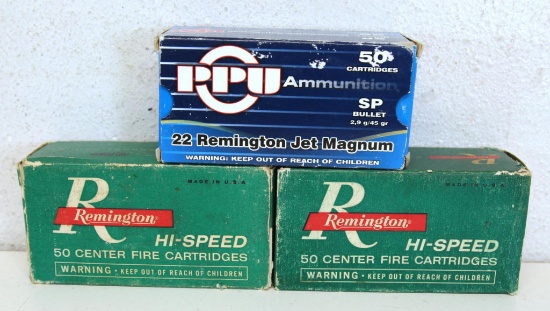 50
CARTRIDGES
PPU Ammunition
SP
BULLET
2,9 g/45 gr
22 Remington Jet Magnum
WARNING: KEEP OUT OF REACH OF CHILDREN
MADE IN U.S.A
R
Remington
HI-SPEED
50 CENTER FIRE CARTRIDGES
WARNING • KEEP OUT OF REACH OF CHILDREN
MADE IN U.S.A
R
Remington
HI-SPEED
50 CENTER FIRE CARTRIDGES
WARNING • KEEP OUT OF REACH OF CHILDREN